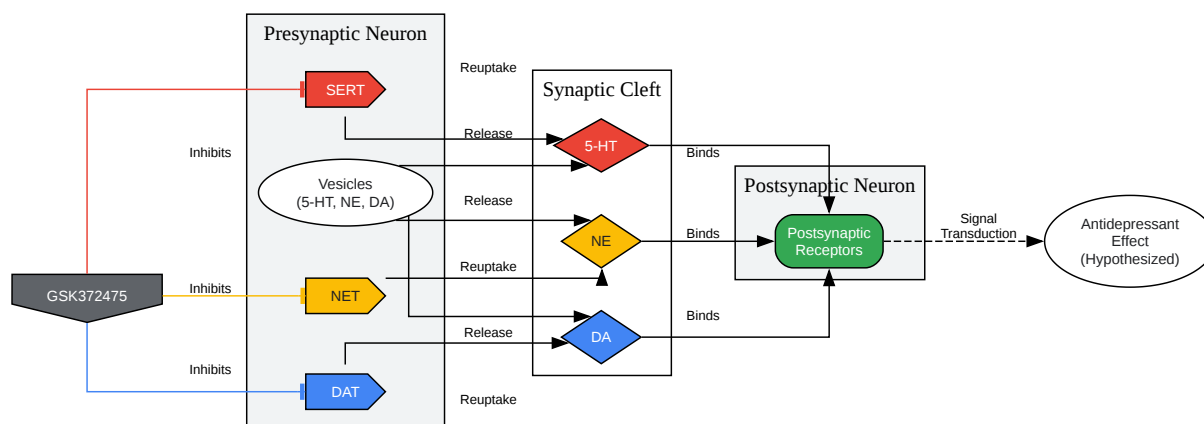 Presynaptic Neuron
Reuptake
SERT
Synaptic Cleft
Release
5-HT
Inhibits
Binds
Vesicles
(5-HT, NE, DA)
Postsynaptic Neuron
Release
Signal
Transduction
Antidepressant
Effect
(Hypothesized)
NE
Binds
Postsynaptic
Receptors
Reuptake
GSK372475
Inhibits
NET
Binds
Release
DA
Inhibits
DAT
Reuptake